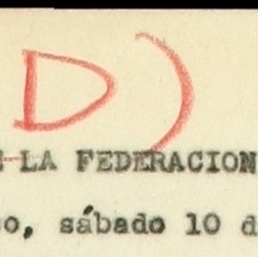 D)
LA FEDERACION
o, sábado 10 d